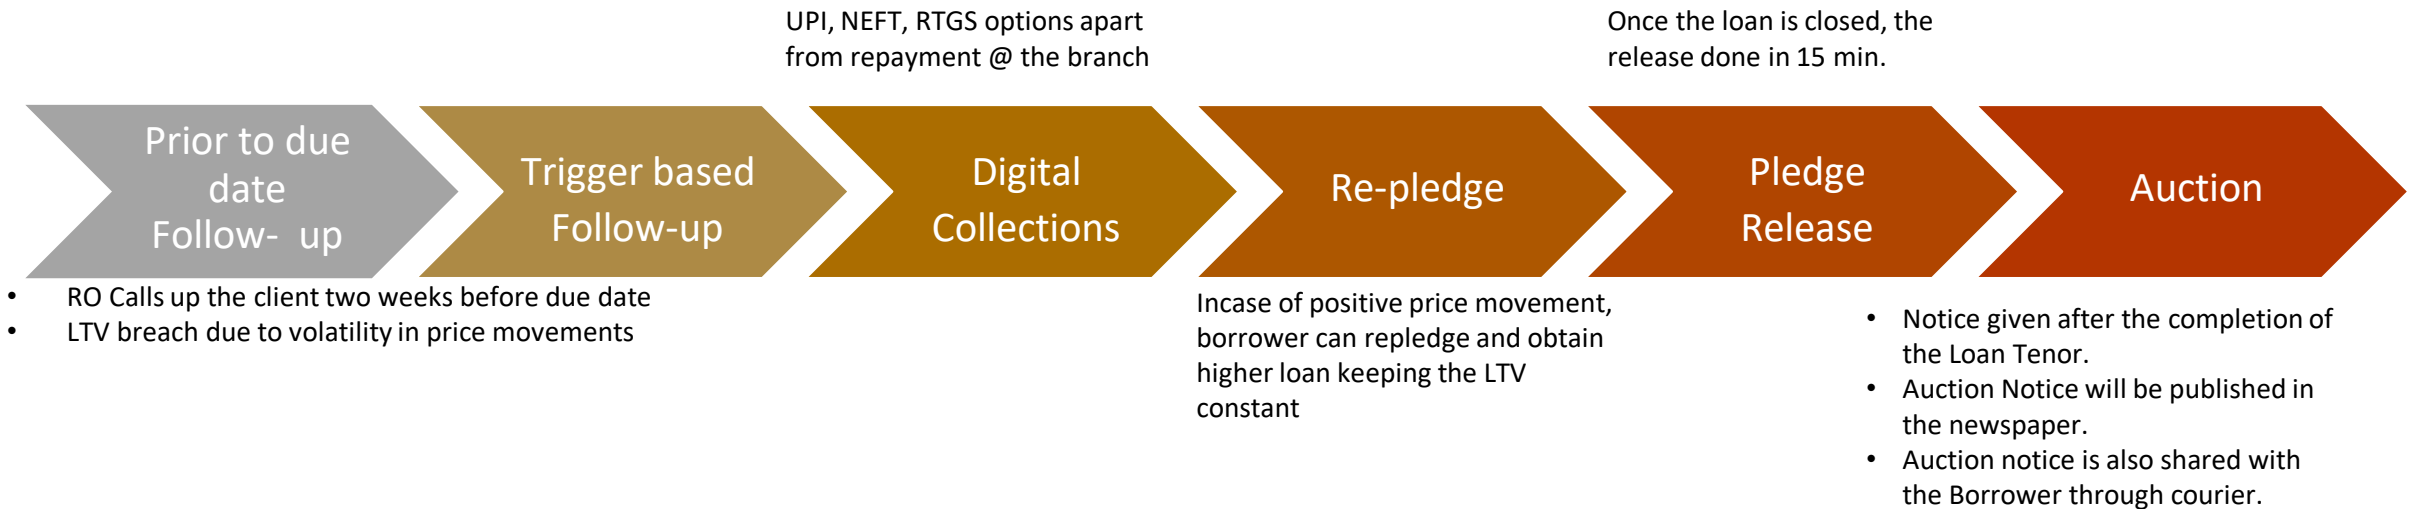 UPI, NEFT, RTGS options apart
from repayment @ the branch
Once the loan is closed, the
release done in 15 min.
Prior to due
date
Follow- up
Trigger based
Follow-up
Digital
Collections
Re-pledge
Pledge
Release
Auction
• RO Calls up the client two weeks before due date
• LTV breach due to volatility in price movements
Incase of positive price movement,
borrower can repledge and obtain
higher loan keeping the LTV
constant
• Notice given after the completion of
the Loan Tenor.
• Auction Notice will be published in
the newspaper.
• Auction notice is also shared with
the Borrower through courier.